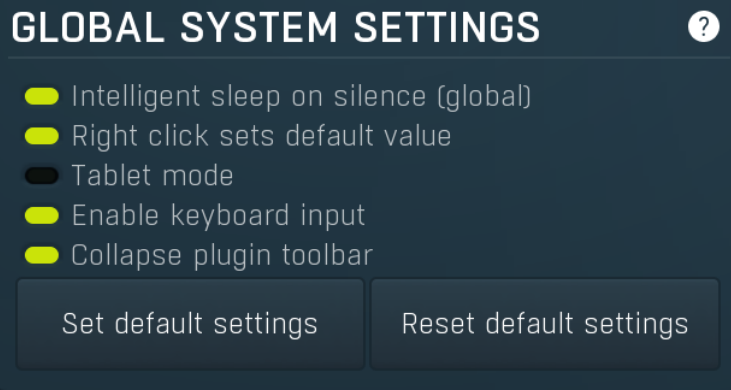 GLOBAL SYSTEM SETTINGS ?
Intelligent sleep on silence (global)
Right click sets default value
Tablet mode
Enable keyboard input
Collapse plugin toolbar
Set default settings Reset default settings